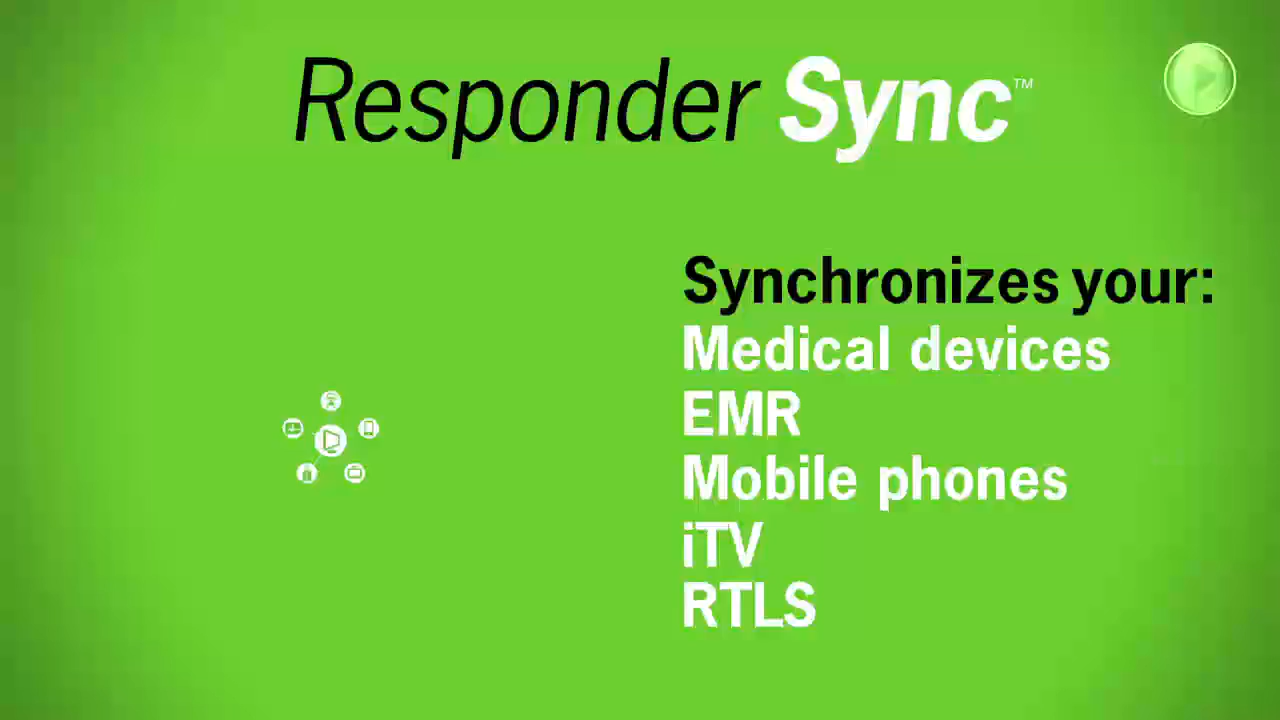 Responder Sync™
Synchronizes your:
Medical devices
EMR
Mobile phones
iTV
RTLS